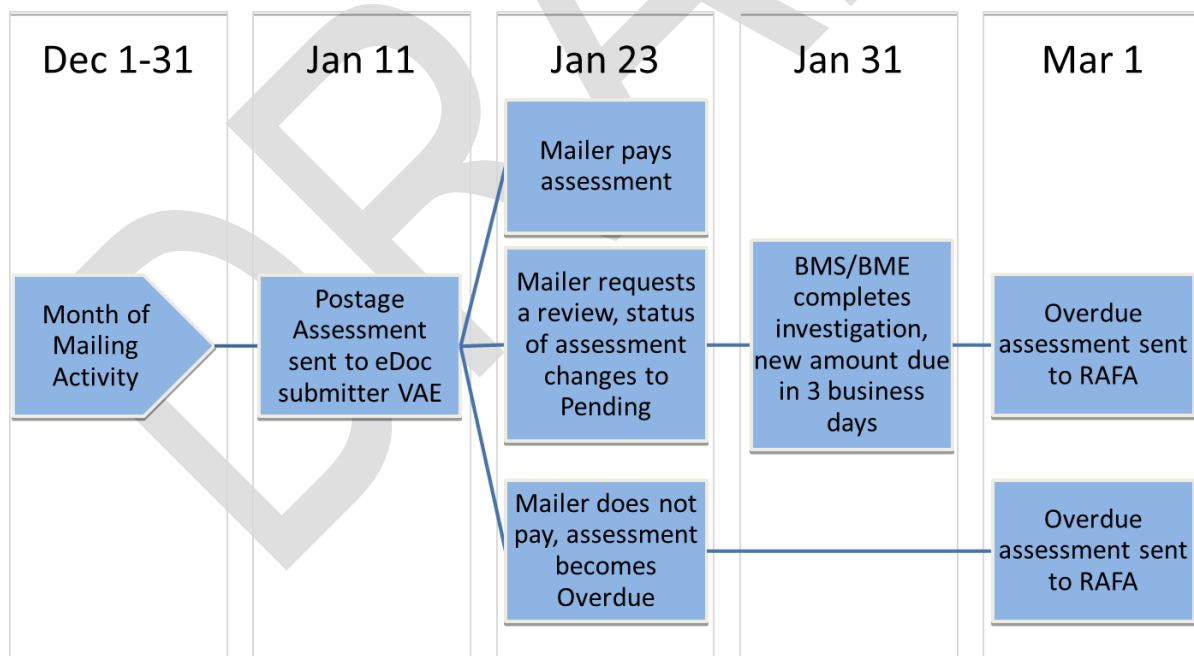 Dec 1-31
Jan 11
Jan 23
Jan 31
Mar 1
Month of
Mailing
Activity
Postage
Assessment
sent to eDoc
submitter VAE
Mailer pays
assessment
Mailer requests
a review, status
of assessment
changes to
Pending
Mailer does not
pay, assessment
becomes
Overdue
BMS/BME
completes
investigation,
new amount due
in 3 business
days
Overdue
assessment sent
to RAFA
Overdue
assessment sent
to RAFA